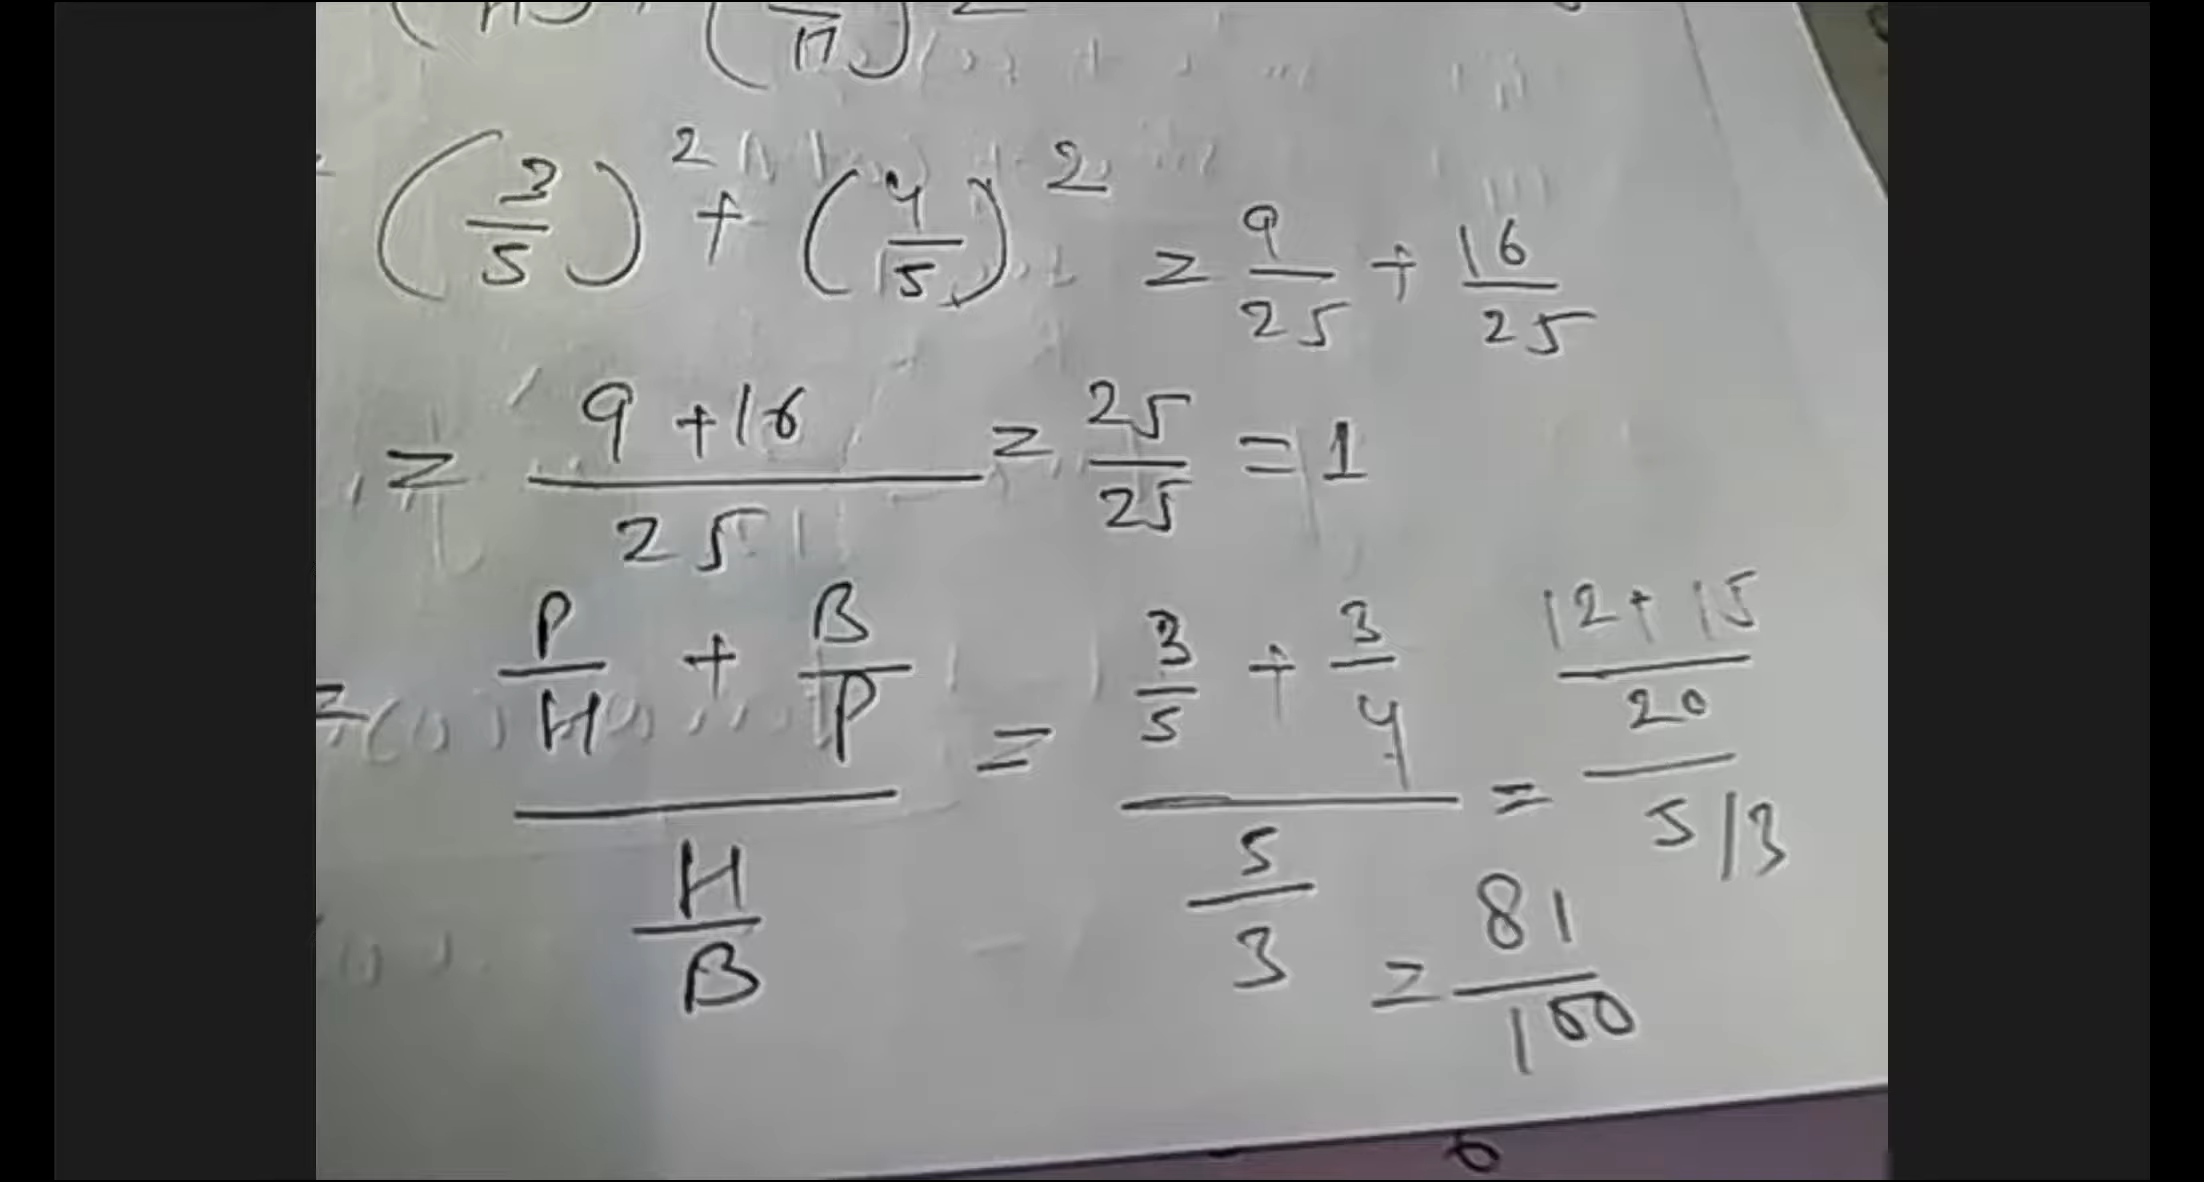 (3/5)² + (4/5)² = 9/25 + 16/25
= (9+16)/25 = 25/25 = 1
= (P/H + B/P)/(H/B) = (3/5 + 3/4)/(5/3) = ((12+15)/20)/(5/3)
= 81/100